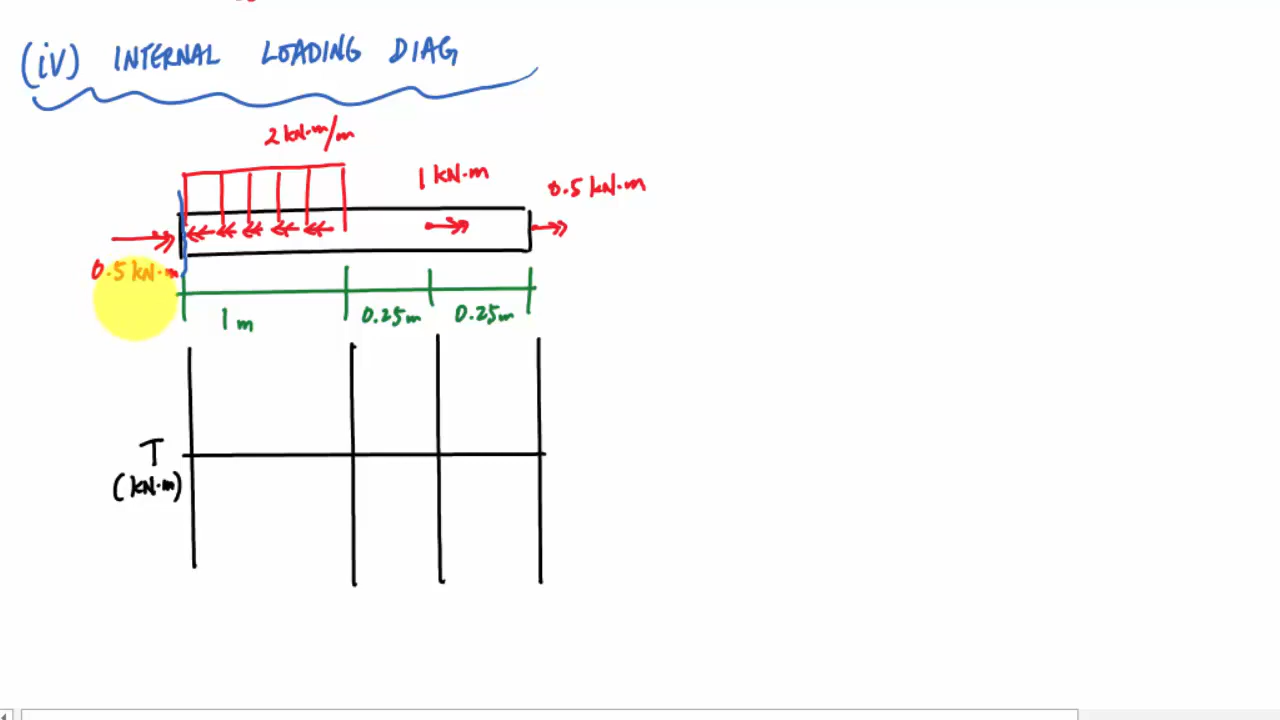 (iv) INTERNAL LOADING DIAG
2 kN·m/m
1 kN·m
0.5 kN·m
0.5 kN·m
1 m
0.25m
0.25m
T
(kN·m)